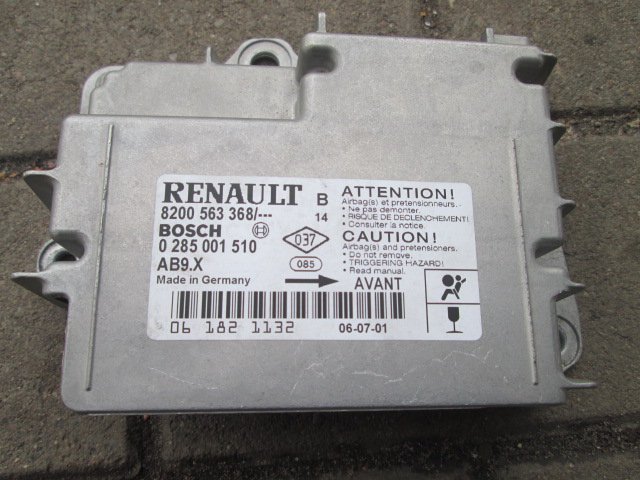 RENAULT B
8200 563 368/--- 14
BOSCH
0 285 001 510
037
AB9.X
085
Made in Germany
AVANT
06 182 1132
06-07-01
ATTENTION!
Airbag(s) et pretensionneurs.
• Ne pas demonter.
• RISQUE DE DECLENCHEMENT!
• Consulter la notice.
CAUTION!
Airbag(s) and pretensioners.
• Do not remove.
• TRIGGERING HAZARD!
• Read manual.